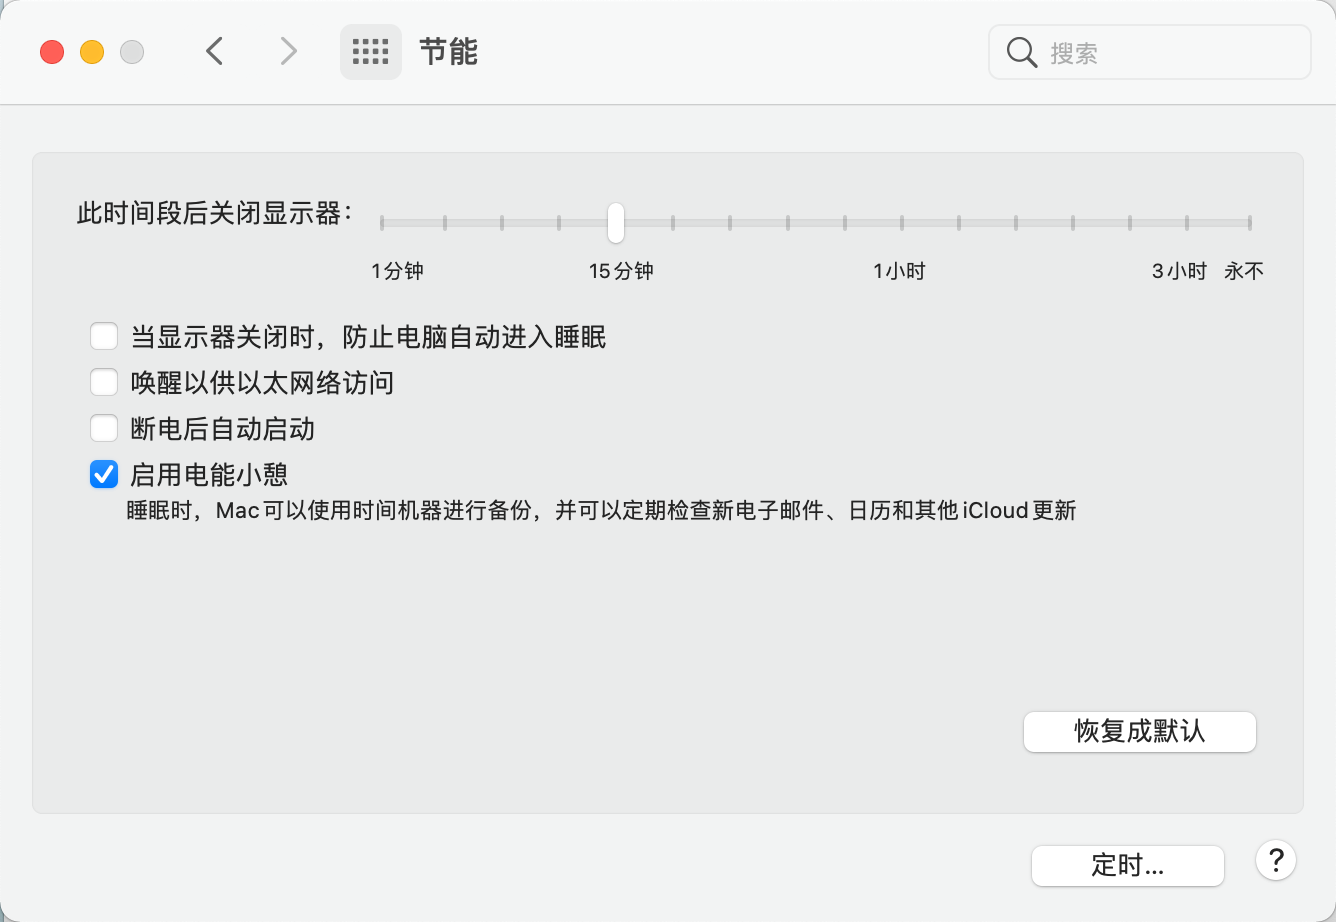 节能
搜索
此时间段后关闭显示器：
1分钟 15分钟 1小时 3小时 永不
当显示器关闭时，防止电脑自动进入睡眠
唤醒以供以太网络访问
断电后自动启动
启用电能小憩
睡眠时，Mac可以使用时间机器进行备份，并可以定期检查新电子邮件、日历和其他iCloud更新
恢复成默认
定时...
?